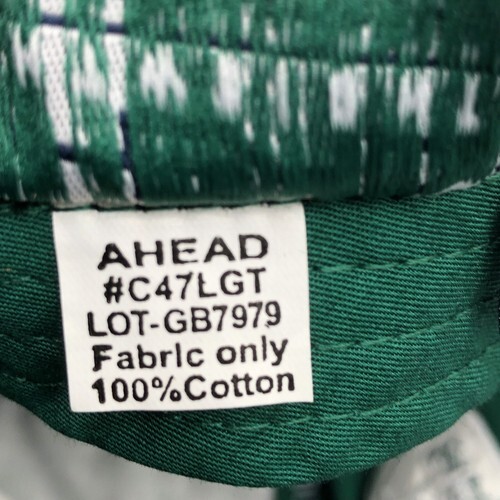 AHEAD
#C47LGT
LOT-GB7979
Fabric only
100%Cotton